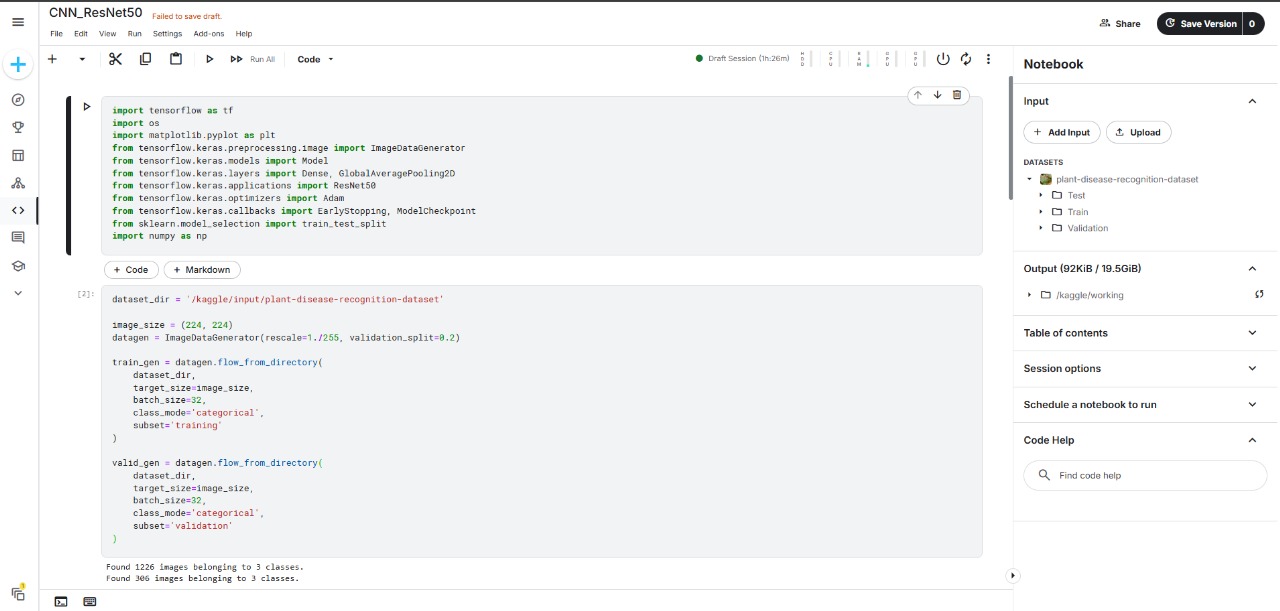 CNN_ResNet50 Failed to save draft.
File Edit View Run Settings Add-ons Help
Share
Save Version 0
Run All
Code
Draft Session (1h:26m)
HDD CPU RAM GPU GPU
import tensorflow as tf
import os
import matplotlib.pyplot as plt
from tensorflow.keras.preprocessing.image import ImageDataGenerator
from tensorflow.keras.models import Model
from tensorflow.keras.layers import Dense, GlobalAveragePooling2D
from tensorflow.keras.applications import ResNet50
from tensorflow.keras.optimizers import Adam
from tensorflow.keras.callbacks import EarlyStopping, ModelCheckpoint
from sklearn.model_selection import train_test_split
import numpy as np
+ Code + Markdown
[2]:
dataset_dir = '/kaggle/input/plant-disease-recognition-dataset'
image_size = (224, 224)
datagen = ImageDataGenerator(rescale=1./255, validation_split=0.2)
train_gen = datagen.flow_from_directory(
dataset_dir,
target_size=image_size,
batch_size=32,
class_mode='categorical',
subset='training'
)
valid_gen = datagen.flow_from_directory(
dataset_dir,
target_size=image_size,
batch_size=32,
class_mode='categorical',
subset='validation'
)
Found 1226 images belonging to 3 classes.
Found 306 images belonging to 3 classes.
Notebook
Input
+ Add Input Upload
DATASETS
plant-disease-recognition-dataset
Test
Train
Validation
Output (92KiB / 19.5GiB)
/kaggle/working
Table of contents
Session options
Schedule a notebook to run
Code Help
Find code help